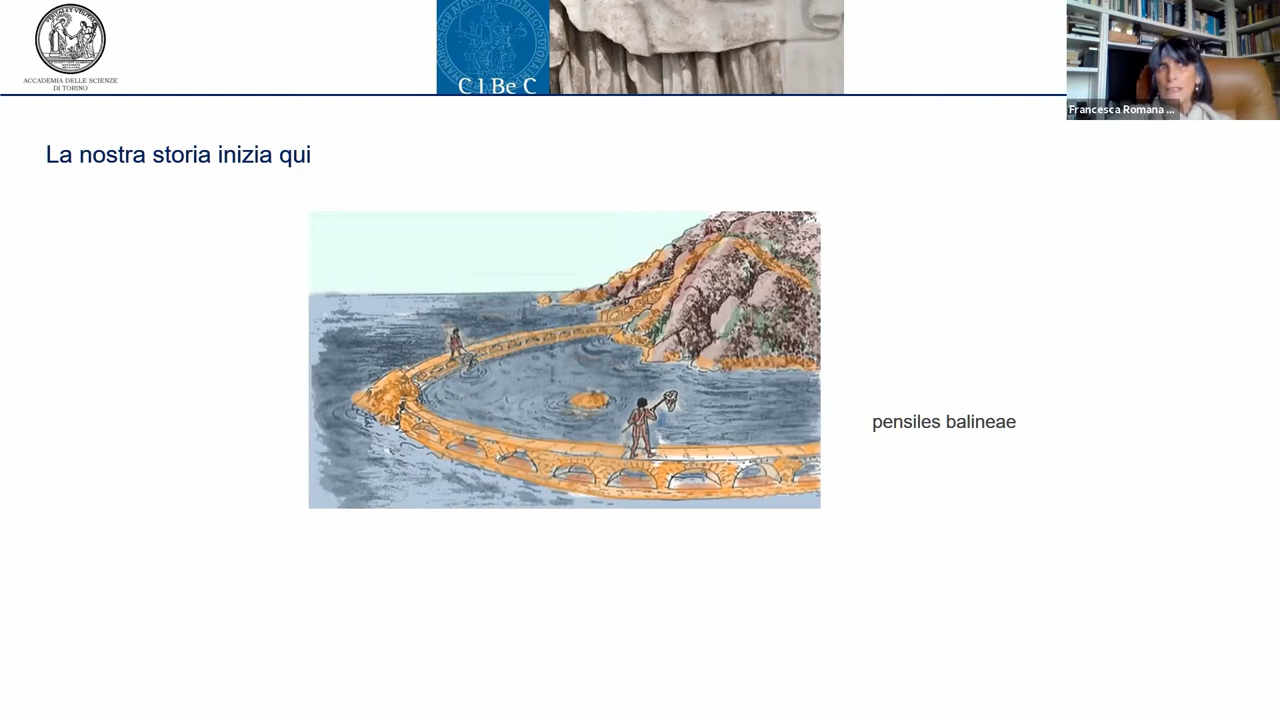 ACCADEMIA DELLE SCIENZE
DI TORINO
C I Be C
Francesca Romana ...
La nostra storia inizia qui
pensiles balineae